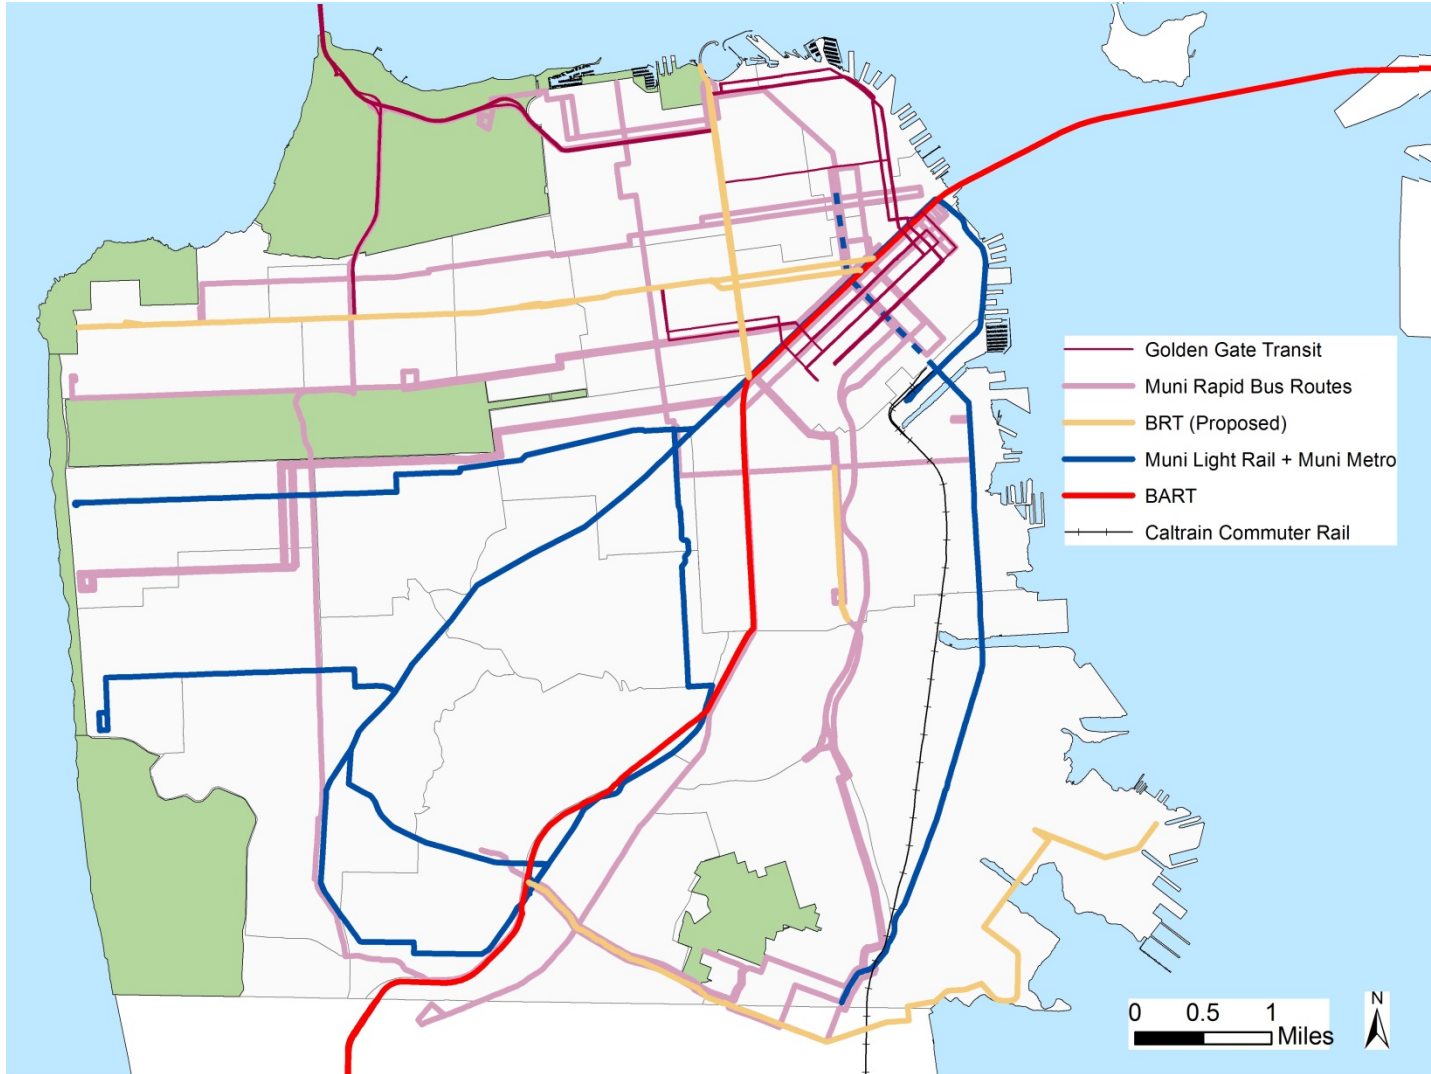 Golden Gate Transit
Muni Rapid Bus Routes
BRT (Proposed)
Muni Light Rail + Muni Metro
BART
Caltrain Commuter Rail
0 0.5 1
Miles
N